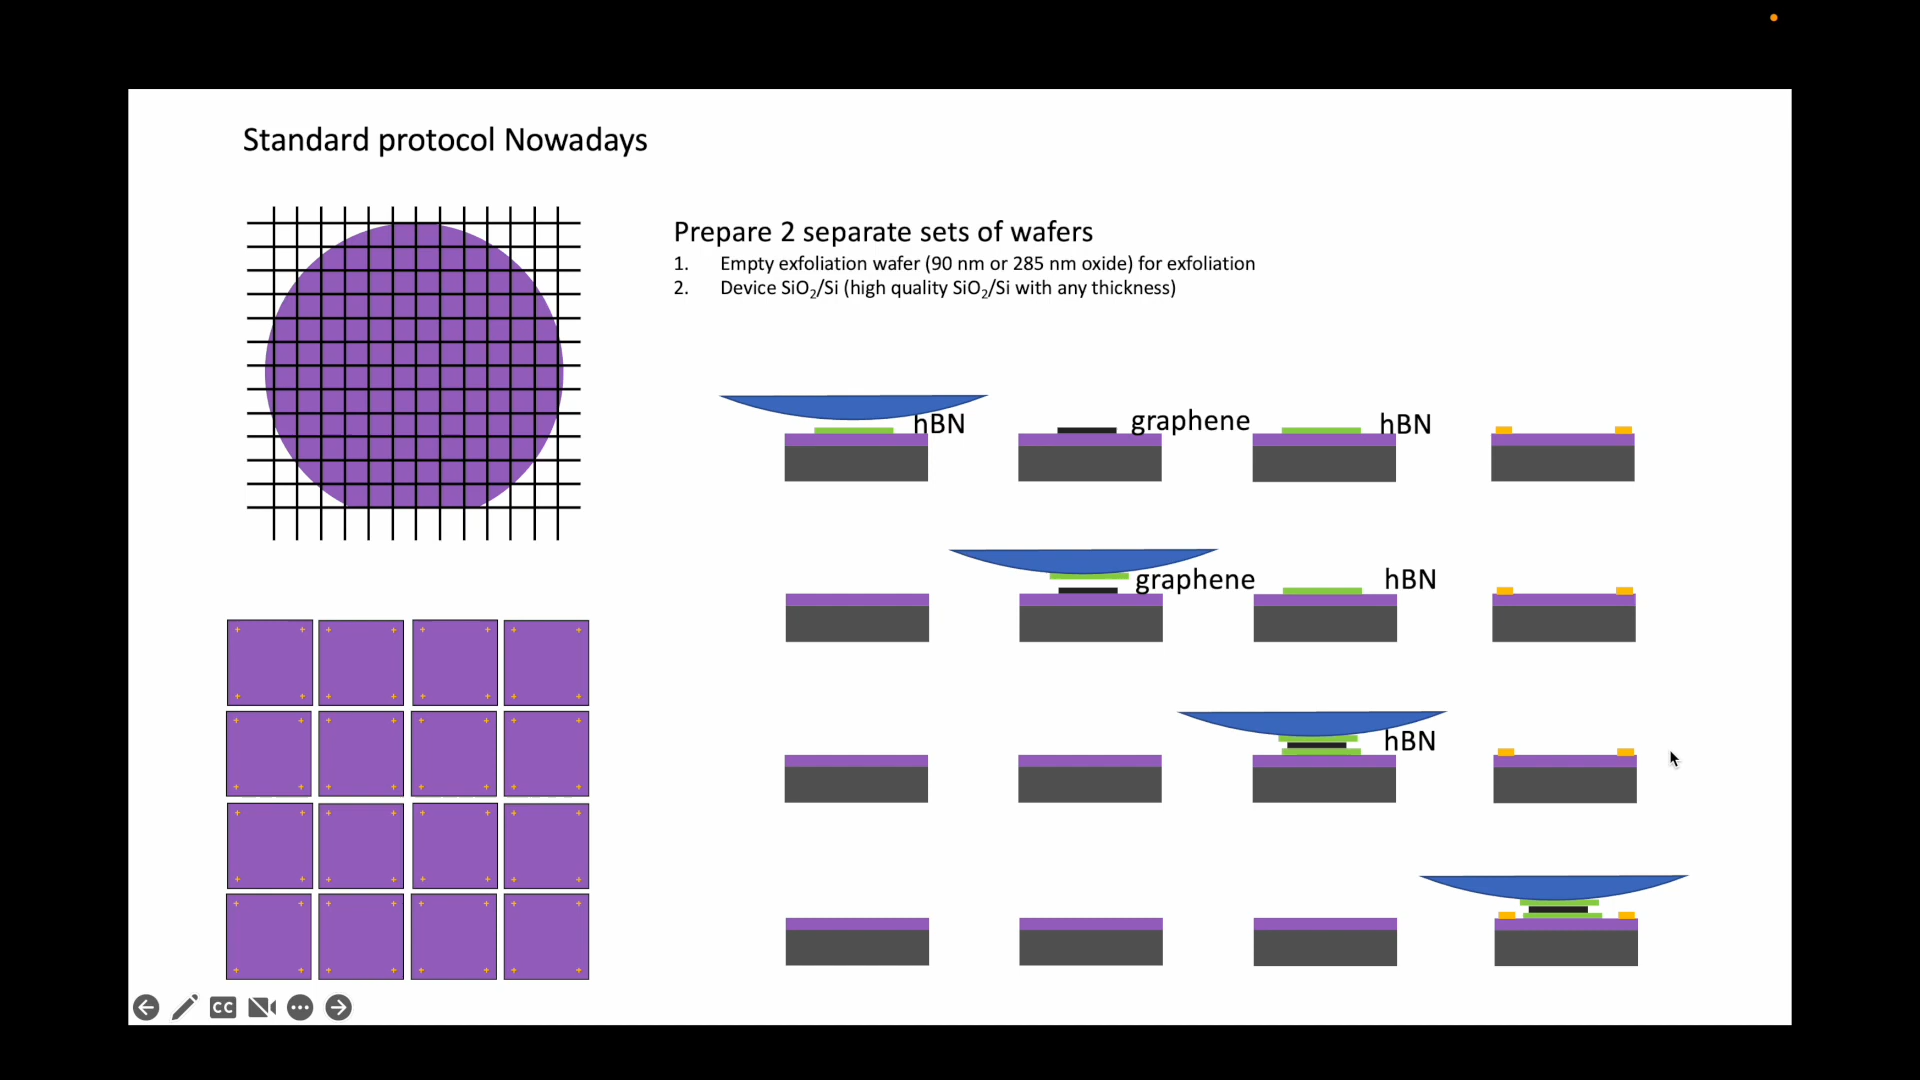 Standard protocol Nowadays
Prepare 2 separate sets of wafers
1. Empty exfoliation wafer (90 nm or 285 nm oxide) for exfoliation
2. Device SiO₂/Si (high quality SiO₂/Si with any thickness)
hBN graphene hBN
graphene hBN
hBN
CC